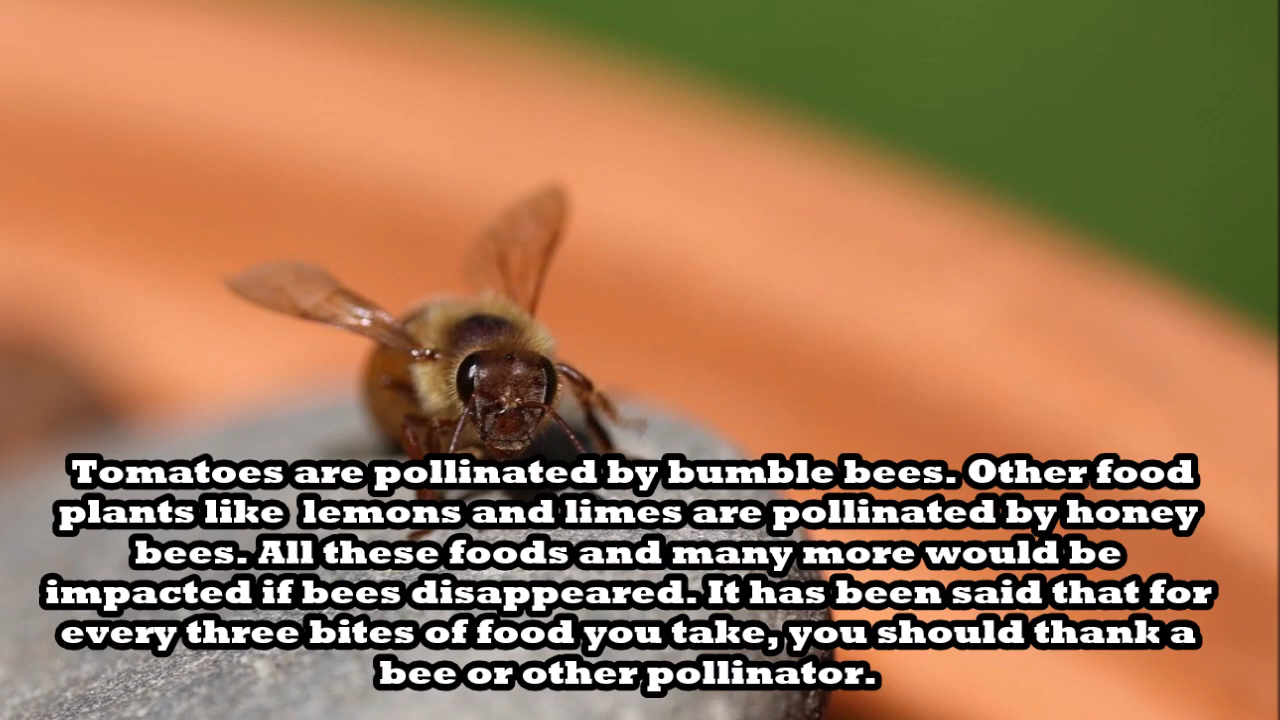 Tomatoes are pollinated by bumble bees. Other food
plants like  lemons and limes are pollinated by honey
bees. All these foods and many more would be
impacted if bees disappeared. It has been said that for
every three bites of food you take, you should thank a
bee or other pollinator.